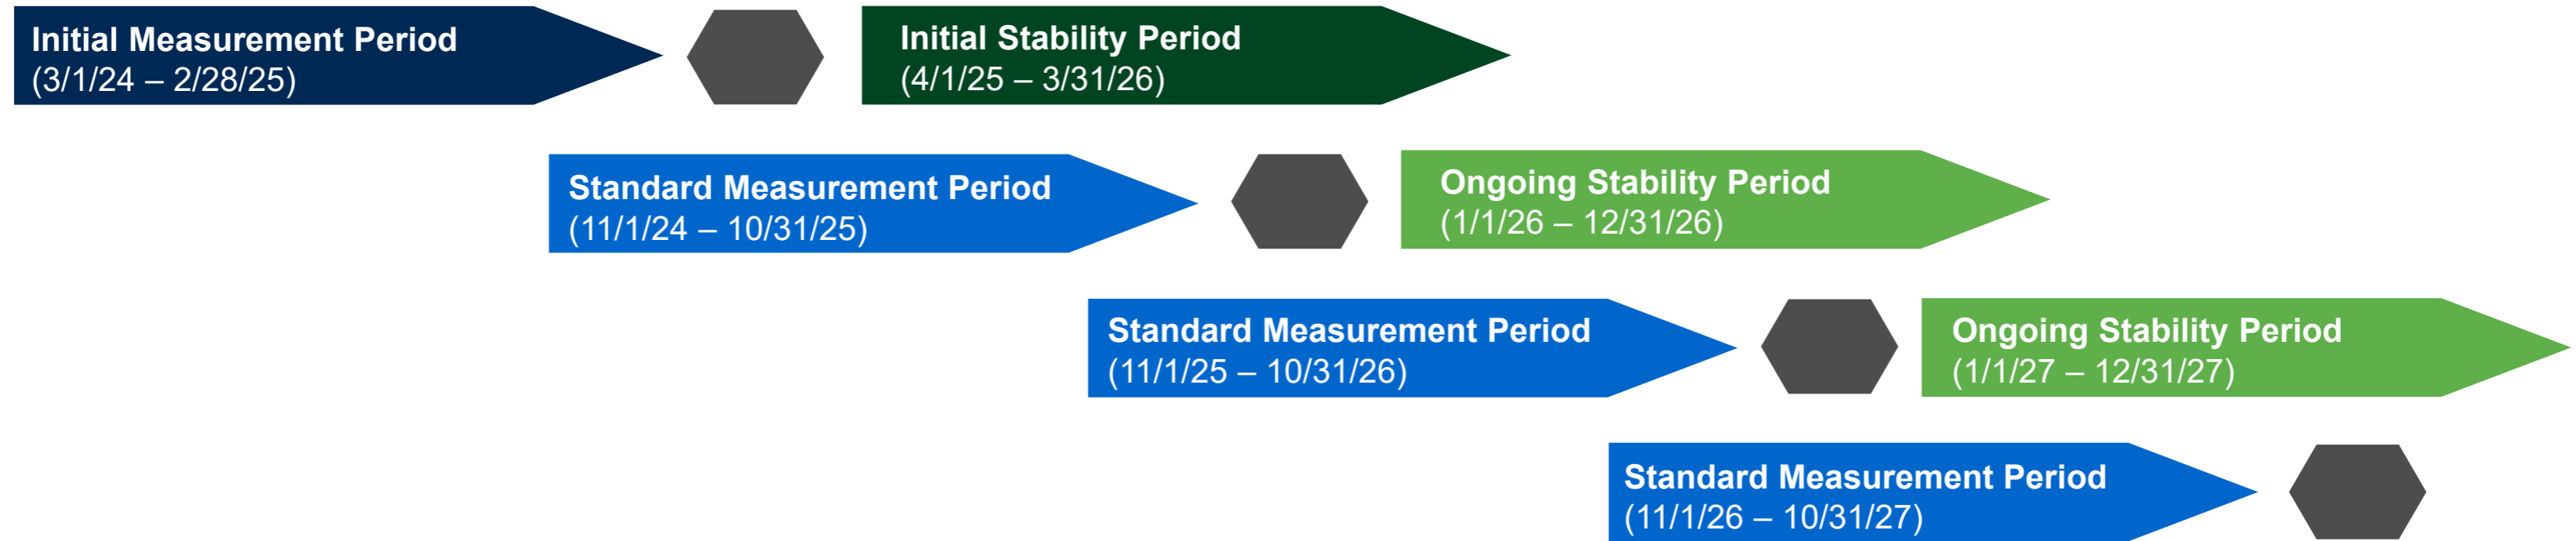 Initial Measurement Period
(3/1/24 – 2/28/25)
Initial Stability Period
(4/1/25 – 3/31/26)
Standard Measurement Period
(11/1/24 – 10/31/25)
Ongoing Stability Period
(1/1/26 – 12/31/26)
Standard Measurement Period
(11/1/25 – 10/31/26)
Ongoing Stability Period
(1/1/27 – 12/31/27)
Standard Measurement Period
(11/1/26 – 10/31/27)